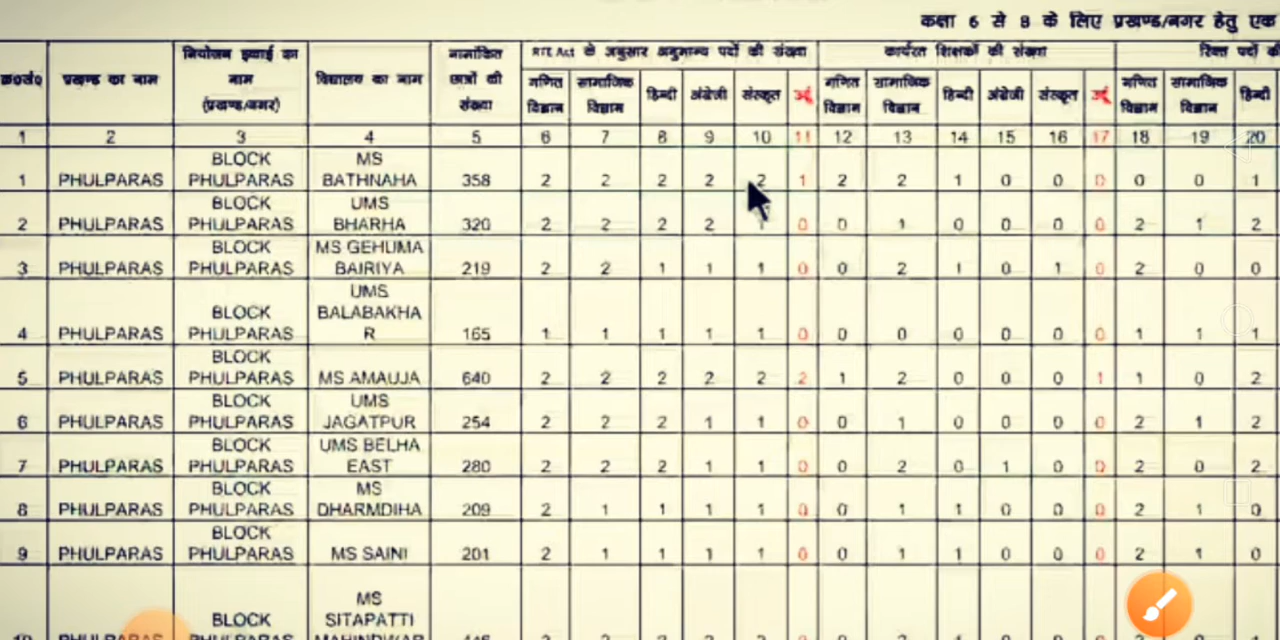 कक्षा 6 से 8 के लिए प्रखण्ड/नगर हेतु एक
क०सं० प्रखण्ड का नाम नियोजन इकाई का नाम (प्रखण्ड/नगर) विद्यालय का नाम नामांकित छात्रों की संख्या RTE Act के अनुसार अनुमान्य पदों की संख्या कार्यरत शिक्षकों की संख्या रिक्त पदों की
गणित विज्ञान सामाजिक विज्ञान हिन्दी अंग्रेजी संस्कृत उर्दू गणित विज्ञान सामाजिक विज्ञान हिन्दी अंग्रेजी संस्कृत उर्दू गणित विज्ञान सामाजिक विज्ञान हिन्दी
1 2 3 4 5 6 7 8 9 10 11 12 13 14 15 16 17 18 19 20
1 PHULPARAS BLOCK PHULPARAS MS BATHNAHA 358 2 2 2 2 2 1 2 2 1 0 0 0 0 0 1
2 PHULPARAS BLOCK PHULPARAS UMS BHARHA 320 2 2 2 2 0 0 1 0 0 0 0 2 1 2
3 PHULPARAS BLOCK PHULPARAS MS GEHUMA BAIRIYA 219 2 2 1 1 1 0 0 2 1 0 1 0 2 0 0
4 PHULPARAS BLOCK PHULPARAS UMS BALABAKHA R 165 1 1 1 1 1 0 0 0 0 0 0 0 1 1 1
5 PHULPARAS BLOCK PHULPARAS MS AMAUJA 640 2 2 2 2 2 2 1 2 0 0 0 1 1 0 2
6 PHULPARAS BLOCK PHULPARAS UMS JAGATPUR 254 2 2 2 1 1 0 0 1 0 0 0 0 2 1 2
7 PHULPARAS BLOCK PHULPARAS UMS BELHA EAST 280 2 2 2 1 1 0 0 2 0 1 0 0 2 0 2
8 PHULPARAS BLOCK PHULPARAS MS DHARMDIHA 209 2 1 1 1 1 0 0 1 1 0 0 0 2 1 0
9 PHULPARAS BLOCK PHULPARAS MS SAINI 201 2 1 1 1 1 0 0 1 1 0 0 0 2 1 0
BLOCK MS SITAPATTI